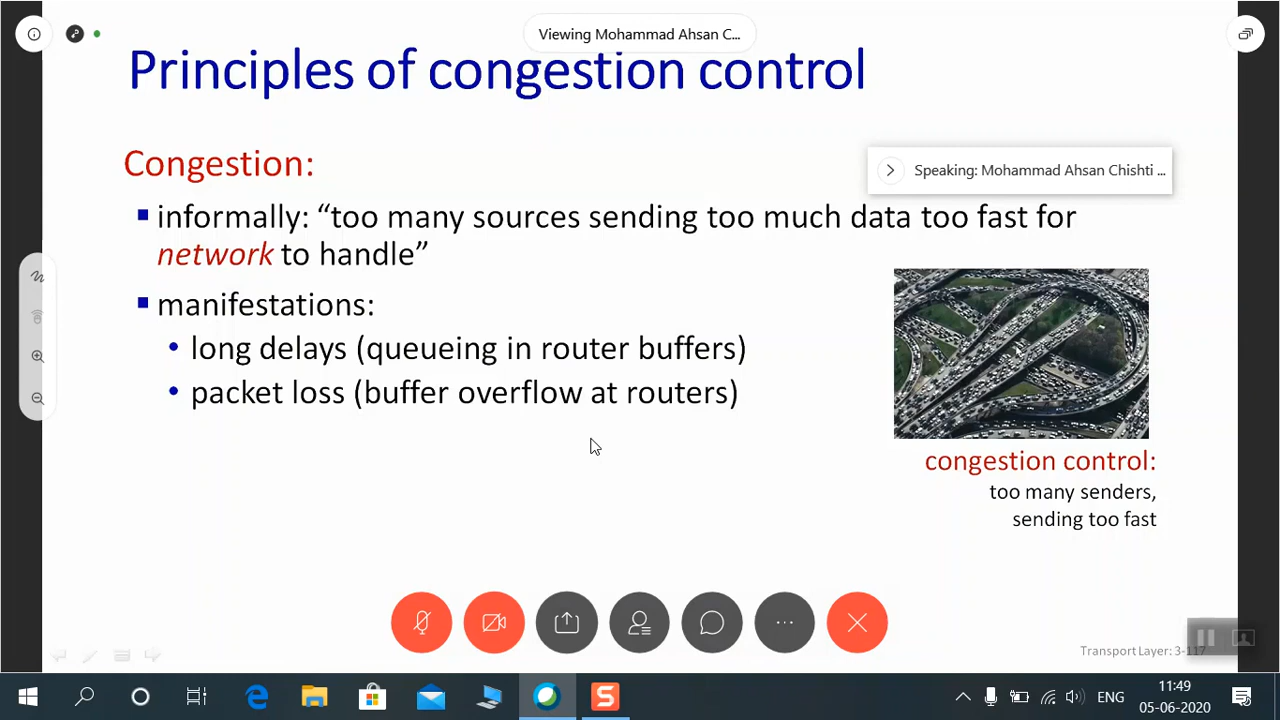 Viewing Mohammad Ahsan C...
Principles of congestion control
Congestion:
Speaking: Mohammad Ahsan Chishti ...
informally: “too many sources sending too much data too fast for
network to handle”
manifestations:
long delays (queueing in router buffers)
packet loss (buffer overflow at routers)
congestion control:
too many senders,
sending too fast
Transport Layer: 3-117
ENG
11:49
05-06-2020